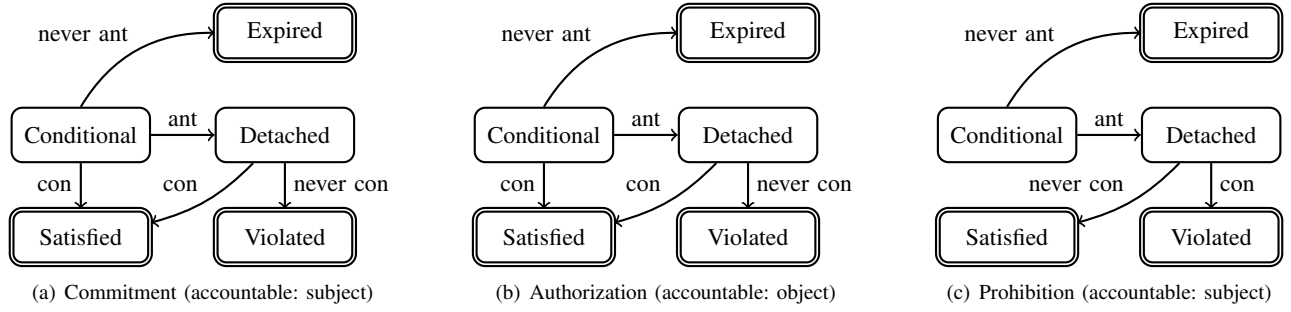 never ant
Expired
Conditional
ant
Detached
con
con
never con
Satisfied
Violated
(a) Commitment (accountable: subject)
never ant
Expired
Conditional
ant
Detached
con
con
never con
Satisfied
Violated
(b) Authorization (accountable: object)
never ant
Expired
Conditional
ant
Detached
never con
con
Satisfied
Violated
(c) Prohibition (accountable: subject)